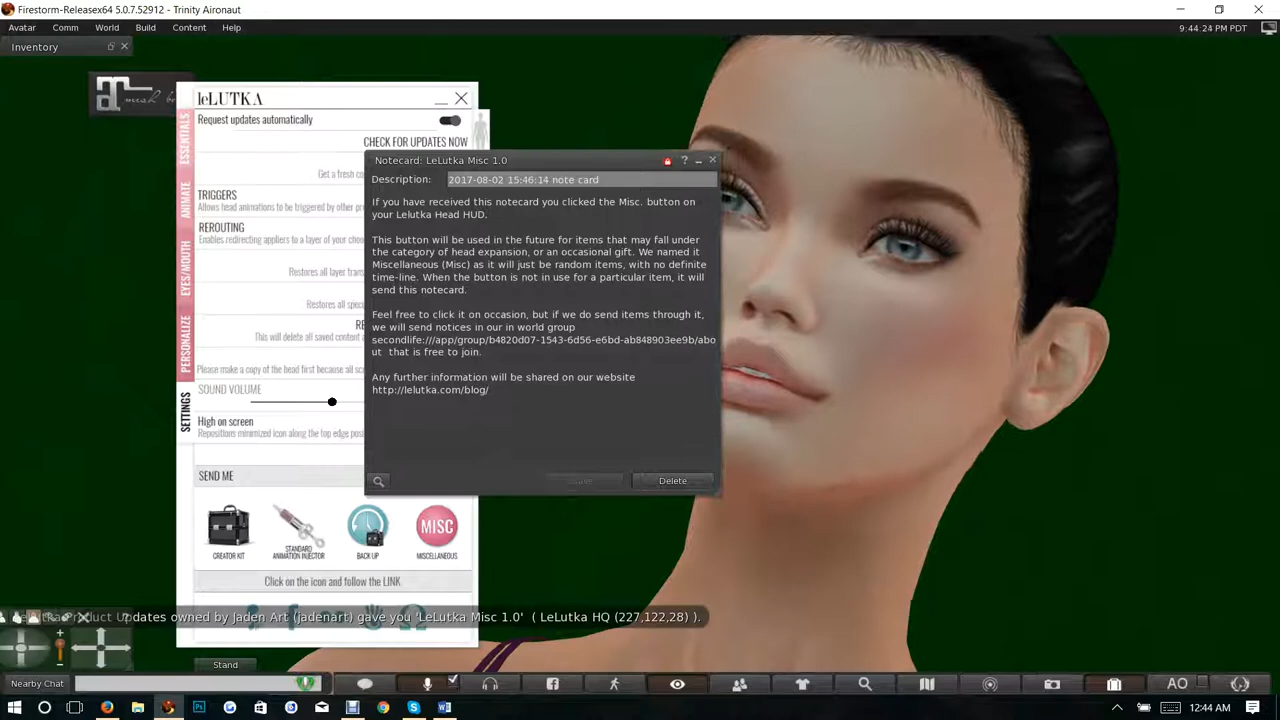 Firestorm-Releasex64 5.0.7.52912 - Trinity Aironaut
Avatar Comm World Build Content Help
9:44:24 PM PDT
Inventory
leLUTKA
Request updates automatically
CHECK FOR UPDATES NOW
Get a fresh co
TRIGGERS
Allows head animations to be triggered by other pro
REROUTING
Enables redirecting appliers to a layer of your choo
Restores all layer trans
Restores all spec
RE
This will delete all saved content a
Please make a copy of the head first because all sc
SOUND VOLUME
High on screen
Repositions minimized icon along the top edge pos
ESSENTIALS
ANIMATE
EYES/MOUTH
PERSONALIZE
SETTINGS
Notecard: LeLutka Misc 1.0
?
Description: 2017-08-02 15:46:14 note card
If you have received this notecard you clicked the Misc. button on
your Lelutka Head HUD.
This button will be used in the future for items that may fall under
the category of head expansion, or an occasional gift. We named it
Miscellaneous (Misc) as it will just be random items, with no definite
time-line. When the button is not in use for a particular item, it will
send this notecard.
Feel free to click it on occasion, but if we do send items through it,
we will send notices in our in world group
secondlife:///app/group/b4820d07-1543-6d56-e6bd-ab848903ee9b/abo
ut that is free to join.
Any further information will be shared on our website
http://lelutka.com/blog/
Save
Delete
SEND ME
MISC
CREATOR KIT
STANDARD
ANIMATION INJECTOR
BACK UP
MISCELLANEOUS
Click on the icon and follow the LINK
Product Updates owned by Jaden Art (jadenart) gave you 'LeLutka Misc 1.0' ( LeLutka HQ (227,122,28) ).
Stand
Nearby Chat
AO
12:44 AM